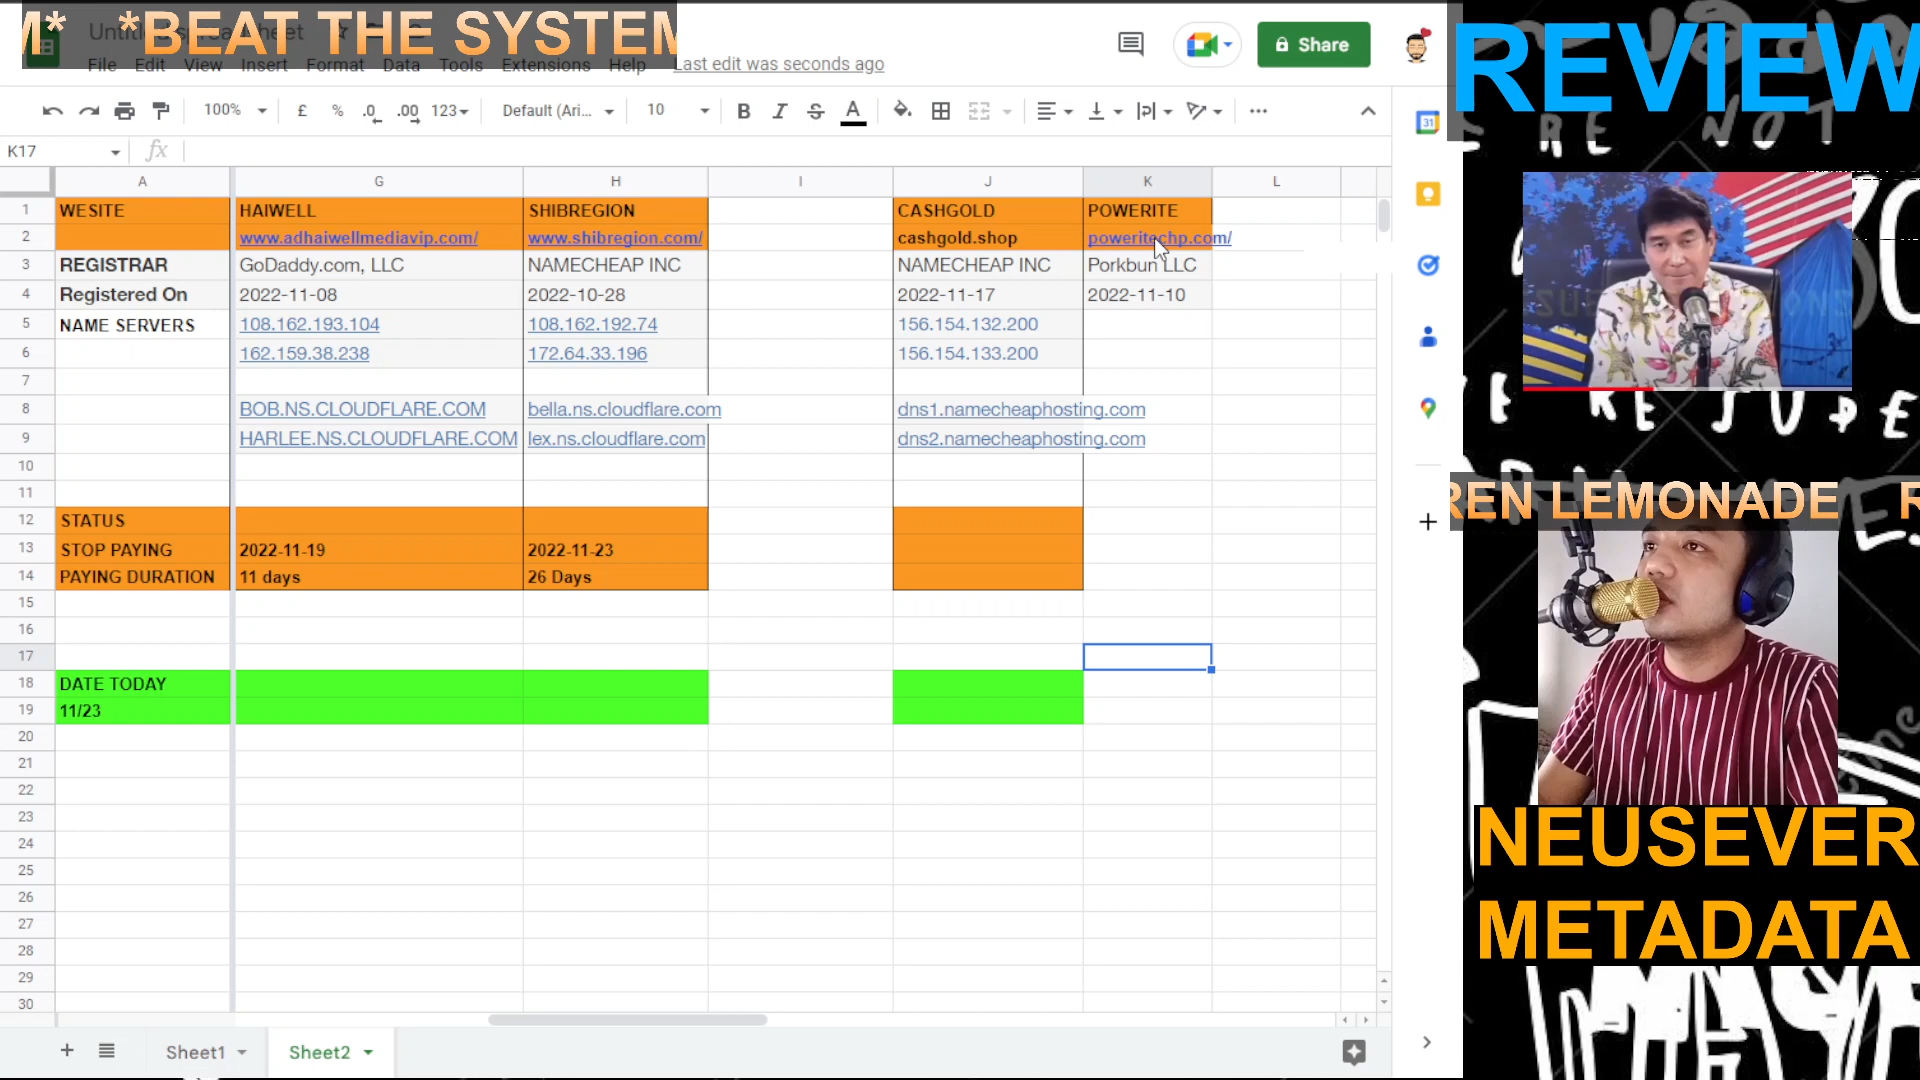 M* *BEAT THE SYSTEM
Untitled spreadsheet
File Edit View Insert Format Data Tools Extensions Help Last edit was seconds ago
Share
100% £ % .0 .00 123 Default (Ari... 10 B I S A
K17 fx
A G H I J K L
1 WESITE HAIWELL SHIBREGION CASHGOLD POWERITE
2 www.adhaiwellmediavip.com/ www.shibregion.com/ cashgold.shop poweritechp.com/
3 REGISTRAR GoDaddy.com, LLC NAMECHEAP INC NAMECHEAP INC Porkbun LLC
4 Registered On 2022-11-08 2022-10-28 2022-11-17 2022-11-10
5 NAME SERVERS 108.162.193.104 108.162.192.74 156.154.132.200
6 162.159.38.238 172.64.33.196 156.154.133.200
7
8 BOB.NS.CLOUDFLARE.COM bella.ns.cloudflare.com dns1.namecheaphosting.com
9 HARLEE.NS.CLOUDFLARE.COM lex.ns.cloudflare.com dns2.namecheaphosting.com
10
11
12 STATUS
13 STOP PAYING 2022-11-19 2022-11-23
14 PAYING DURATION 11 days 26 Days
15
16
17
18 DATE TODAY
19 11/23
20
21
22
23
24
25
26
27
28
29
30
Sheet1 Sheet2
31
REVIEW
RE NOT
REN LEMONADE R
NEUSEVER
METADATA